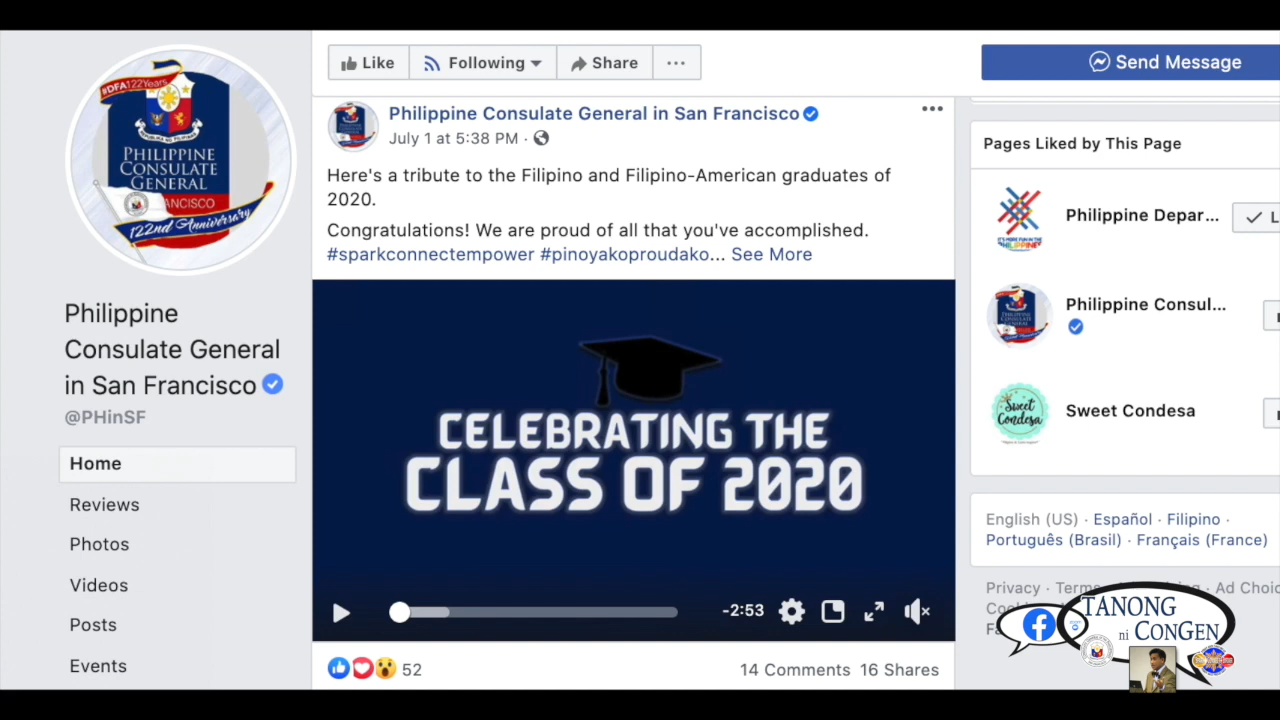 #DFA122Years
PHILIPPINE
CONSULATE
GENERAL
122nd Anniversary
Philippine
Consulate General
in San Francisco
@PHinSF
Home
Reviews
Photos
Videos
Posts
Events
Like
Following
Share
...
Send Message
Philippine Consulate General in San Francisco
July 1 at 5:38 PM ·
Here's a tribute to the Filipino and Filipino-American graduates of
2020.
Congratulations! We are proud of all that you've accomplished.
#sparkconnectempower #pinoyakoproudako... See More
CELEBRATING THE
CLASS OF 2020
-2:53
52
14 Comments 16 Shares
Pages Liked by This Page
Philippine Depar...
Philippine Consul...
Sweet
Condesa
Sweet Condesa
English (US) · Español · Filipino ·
Português (Brasil) · Français (France)
Privacy · Terms
· Ad Choic
TANONG
ni CONGEN